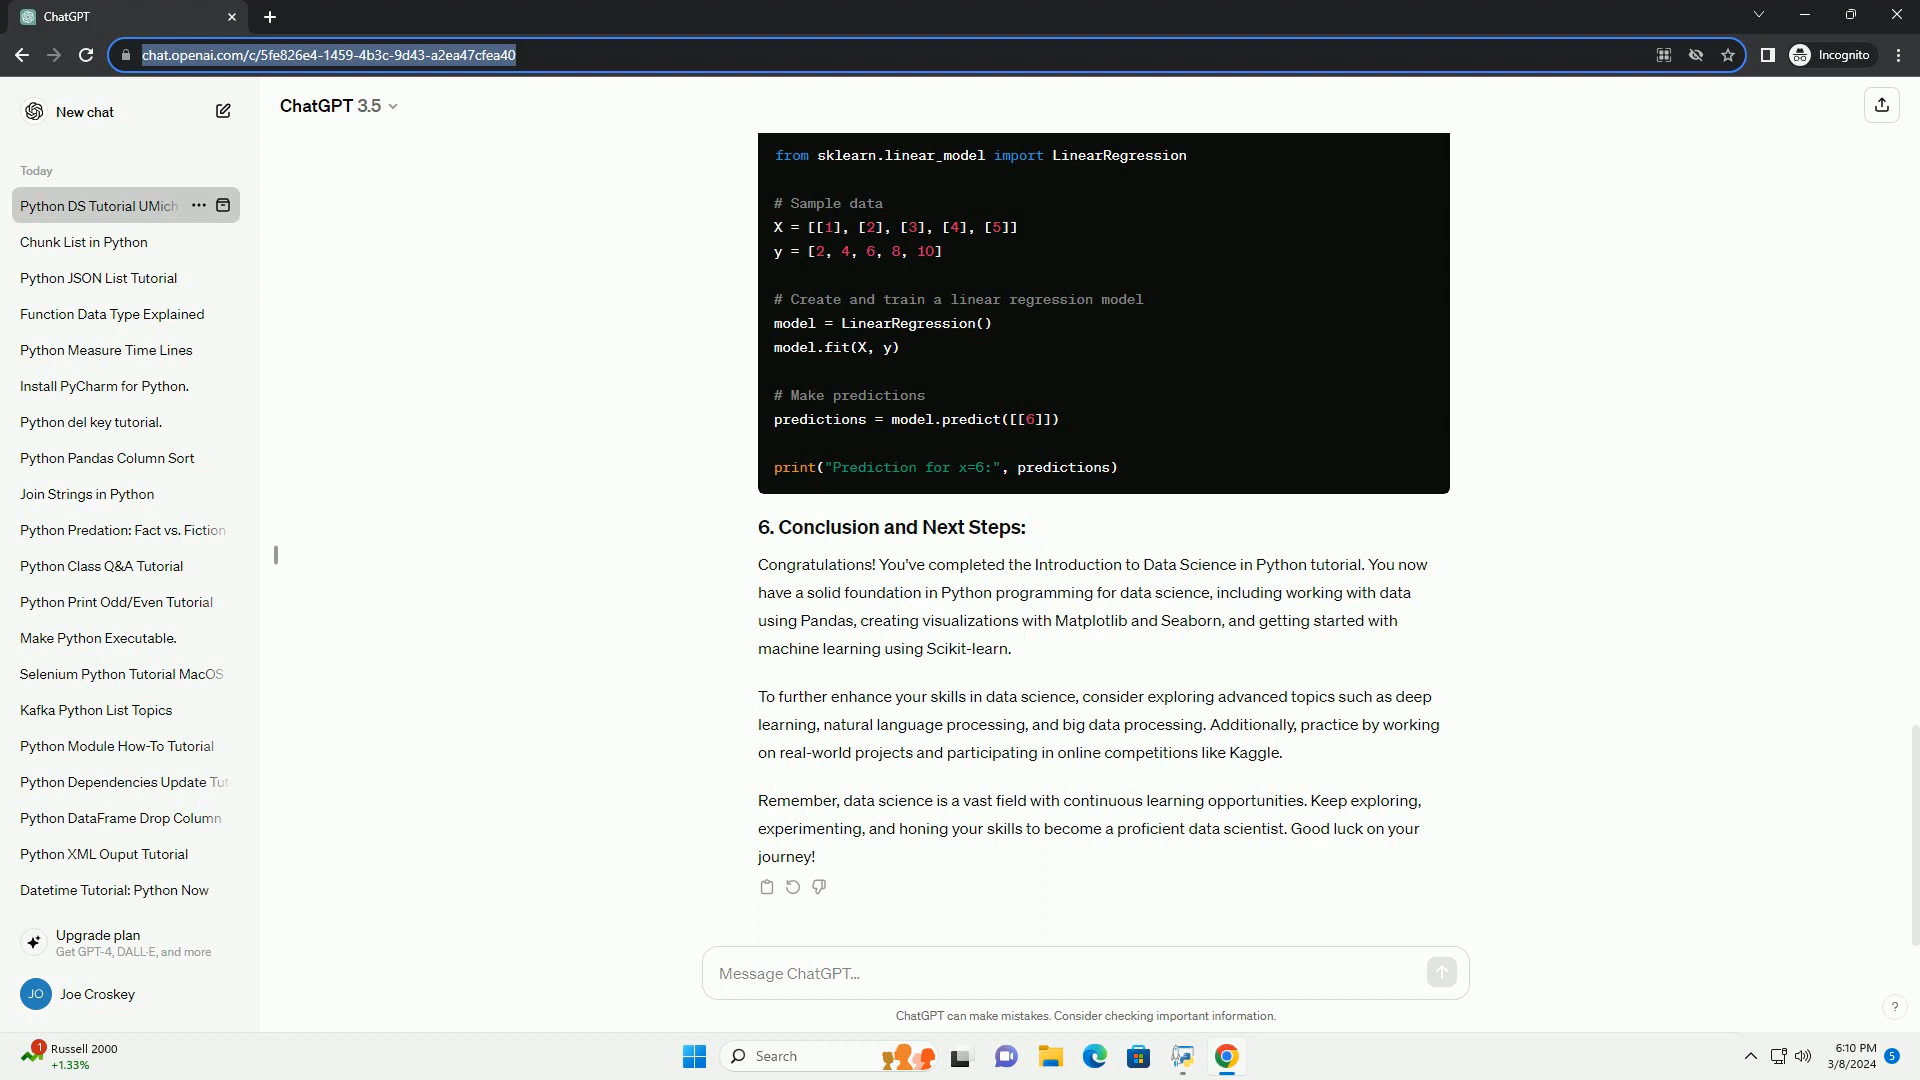 ChatGPT
chat.openai.com/c/5fe826e4-1459-4b3c-9d43-a2ea47cfea40
Incognito
New chat
ChatGPT 3.5
Today
Python DS Tutorial UMich
Chunk List in Python
Python JSON List Tutorial
Function Data Type Explained
Python Measure Time Lines
Install PyCharm for Python.
Python del key tutorial.
Python Pandas Column Sort
Join Strings in Python
Python Predation: Fact vs. Fiction
Python Class Q&A Tutorial
Python Print Odd/Even Tutorial
Make Python Executable.
Selenium Python Tutorial MacOS
Kafka Python List Topics
Python Module How-To Tutorial
Python Dependencies Update Tut
Python DataFrame Drop Column
Python XML Ouput Tutorial
Datetime Tutorial: Python Now
Upgrade plan
Get GPT-4, DALL·E, and more
JO Joe Croskey
from sklearn.linear_model import LinearRegression
# Sample data
X = [[1], [2], [3], [4], [5]]
y = [2, 4, 6, 8, 10]
# Create and train a linear regression model
model = LinearRegression()
model.fit(X, y)
# Make predictions
predictions = model.predict([[6]])
print("Prediction for x=6:", predictions)
6. Conclusion and Next Steps:
Congratulations! You've completed the Introduction to Data Science in Python tutorial. You now
have a solid foundation in Python programming for data science, including working with data
using Pandas, creating visualizations with Matplotlib and Seaborn, and getting started with
machine learning using Scikit-learn.
To further enhance your skills in data science, consider exploring advanced topics such as deep
learning, natural language processing, and big data processing. Additionally, practice by working
on real-world projects and participating in online competitions like Kaggle.
Remember, data science is a vast field with continuous learning opportunities. Keep exploring,
experimenting, and honing your skills to become a proficient data scientist. Good luck on your
journey!
Message ChatGPT...
ChatGPT can make mistakes. Consider checking important information.
?
1
Russell 2000
+1.33%
Search
6:10 PM
3/8/2024
5